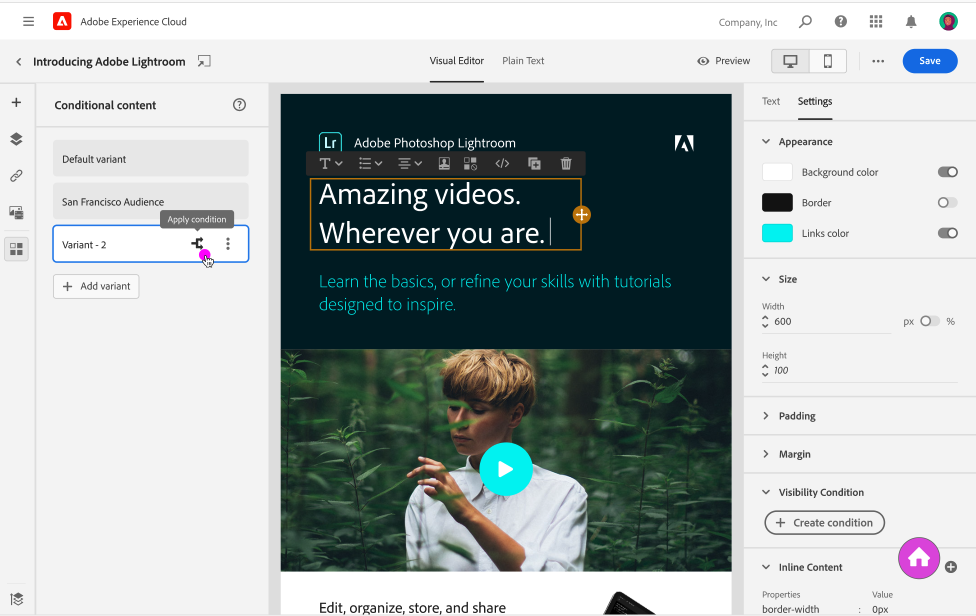 Adobe Experience Cloud
Company, Inc
Introducing Adobe Lightroom
Visual Editor
Plain Text
Preview
Save
Conditional content
Default variant
San Francisco Audience
Apply condition
Variant - 2
Add variant
Lr Adobe Photoshop Lightroom
T
Amazing videos.
Wherever you are.
Learn the basics, or refine your skills with tutorials
designed to inspire.
Edit, organize, store, and share
Text
Settings
Appearance
Background color
Border
Links color
Size
Width
600
px %
Height
100
Padding
Margin
Visibility Condition
Create condition
Inline Content
Properties Value
border-width : 0px